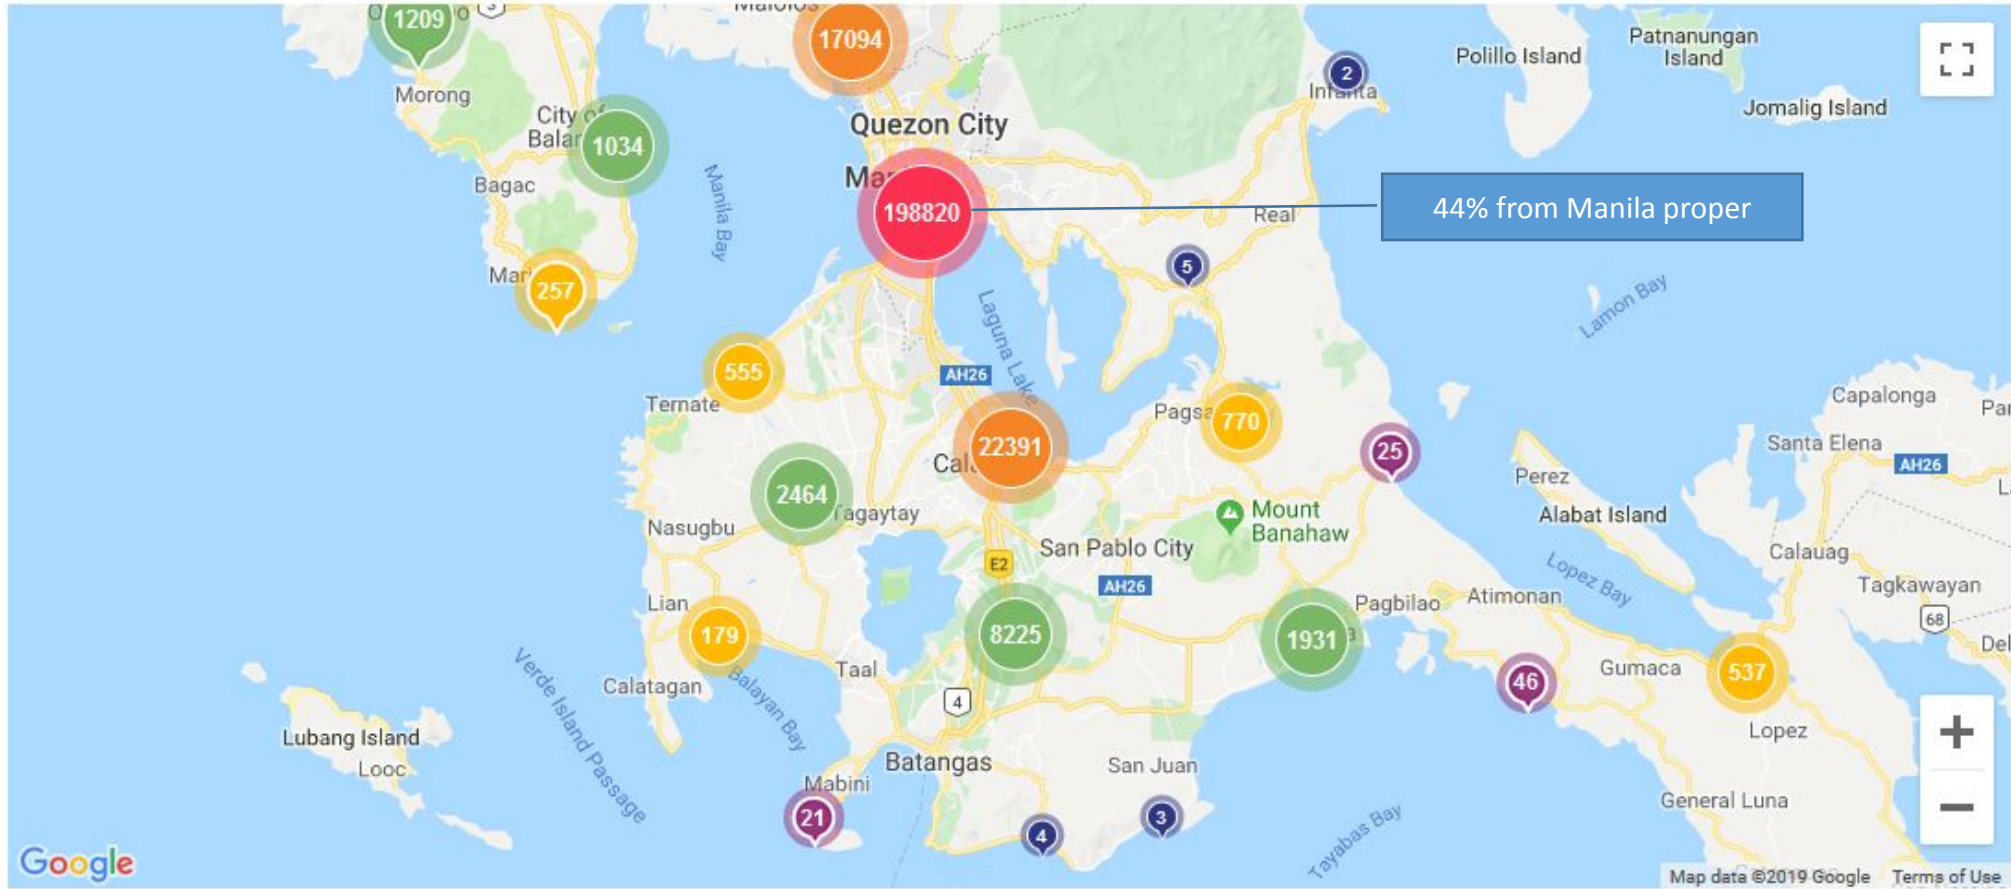 1209
3
17094
Patnanungan
Island
Polillo Island
2
Infanta
Jomalig Island
Morong
City of
1034
Quezon City
Bagac
Manila Bay
198820
44% from Manila proper
Real
5
257
Laguna Lake
Lamon Bay
555
AH26
Ternate
Capalonga
770
22391
25
Santa Elena
AH26
Perez
2464
Tagaytay
Nasugbu
Mount
Banahaw
Alabat Island
San Pablo City
E2
AH26
Calauag
Lopez Bay
Tagkawayan
Lian
Pagbilao
Atimonan
68
179
8225
1931
Taal
Gumaca
537
46
Calatagan
Balayan Bay
Verde Island Passage
4
Lopez
Lubang Island
Looc
Batangas
San Juan
Mabini
21
4
3
Tayabas Bay
General Luna
Google
Map data ©2019 Google
Terms of Use